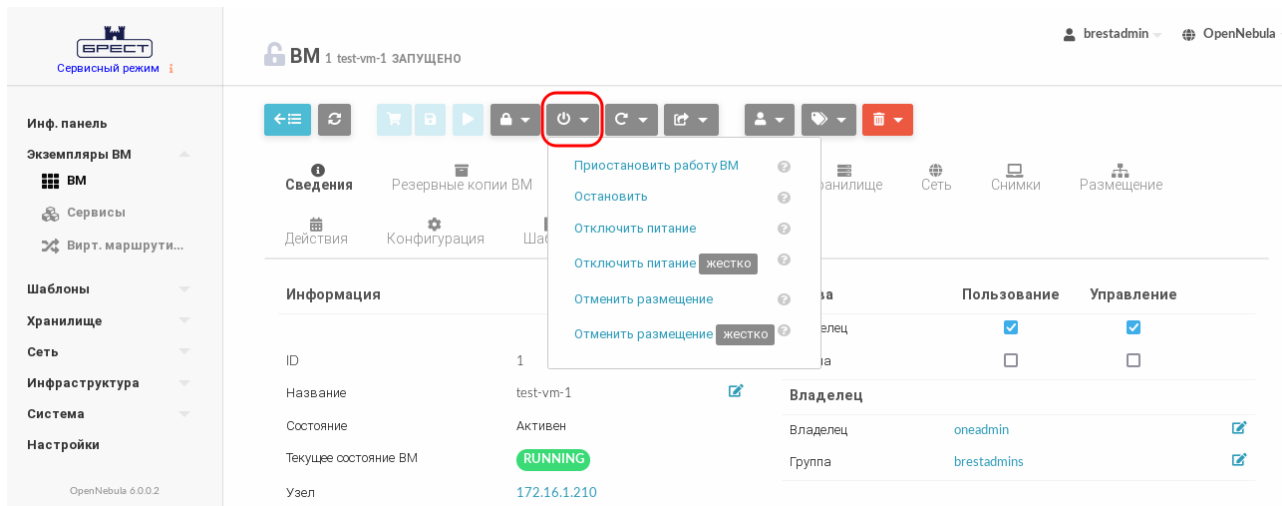 БРЕСТ
Сервисный режим i
ВМ 1 test-vm-1 ЗАПУЩЕНО
brestadmin OpenNebula
Инф. панель
Экземпляры ВМ
ВМ
Сервисы
Вирт. маршрути...
Шаблоны
Хранилище
Сеть
Инфраструктура
Система
Настройки
OpenNebula 6.0.0.2
Приостановить работу ВМ
Остановить
Отключить питание
Отключить питание жестко
Отменить размещение
Отменить размещение жестко
Сведения Резервные копии ВМ Сеть Снимки Размещение
Действия Конфигурация
Информация
ID 1
Название test-vm-1
Состояние Активен
Текущее состояние ВМ RUNNING
Узел 172.16.1.210
Пользование Управление
Владелец
Владелец oneadmin
Группа brestadmins